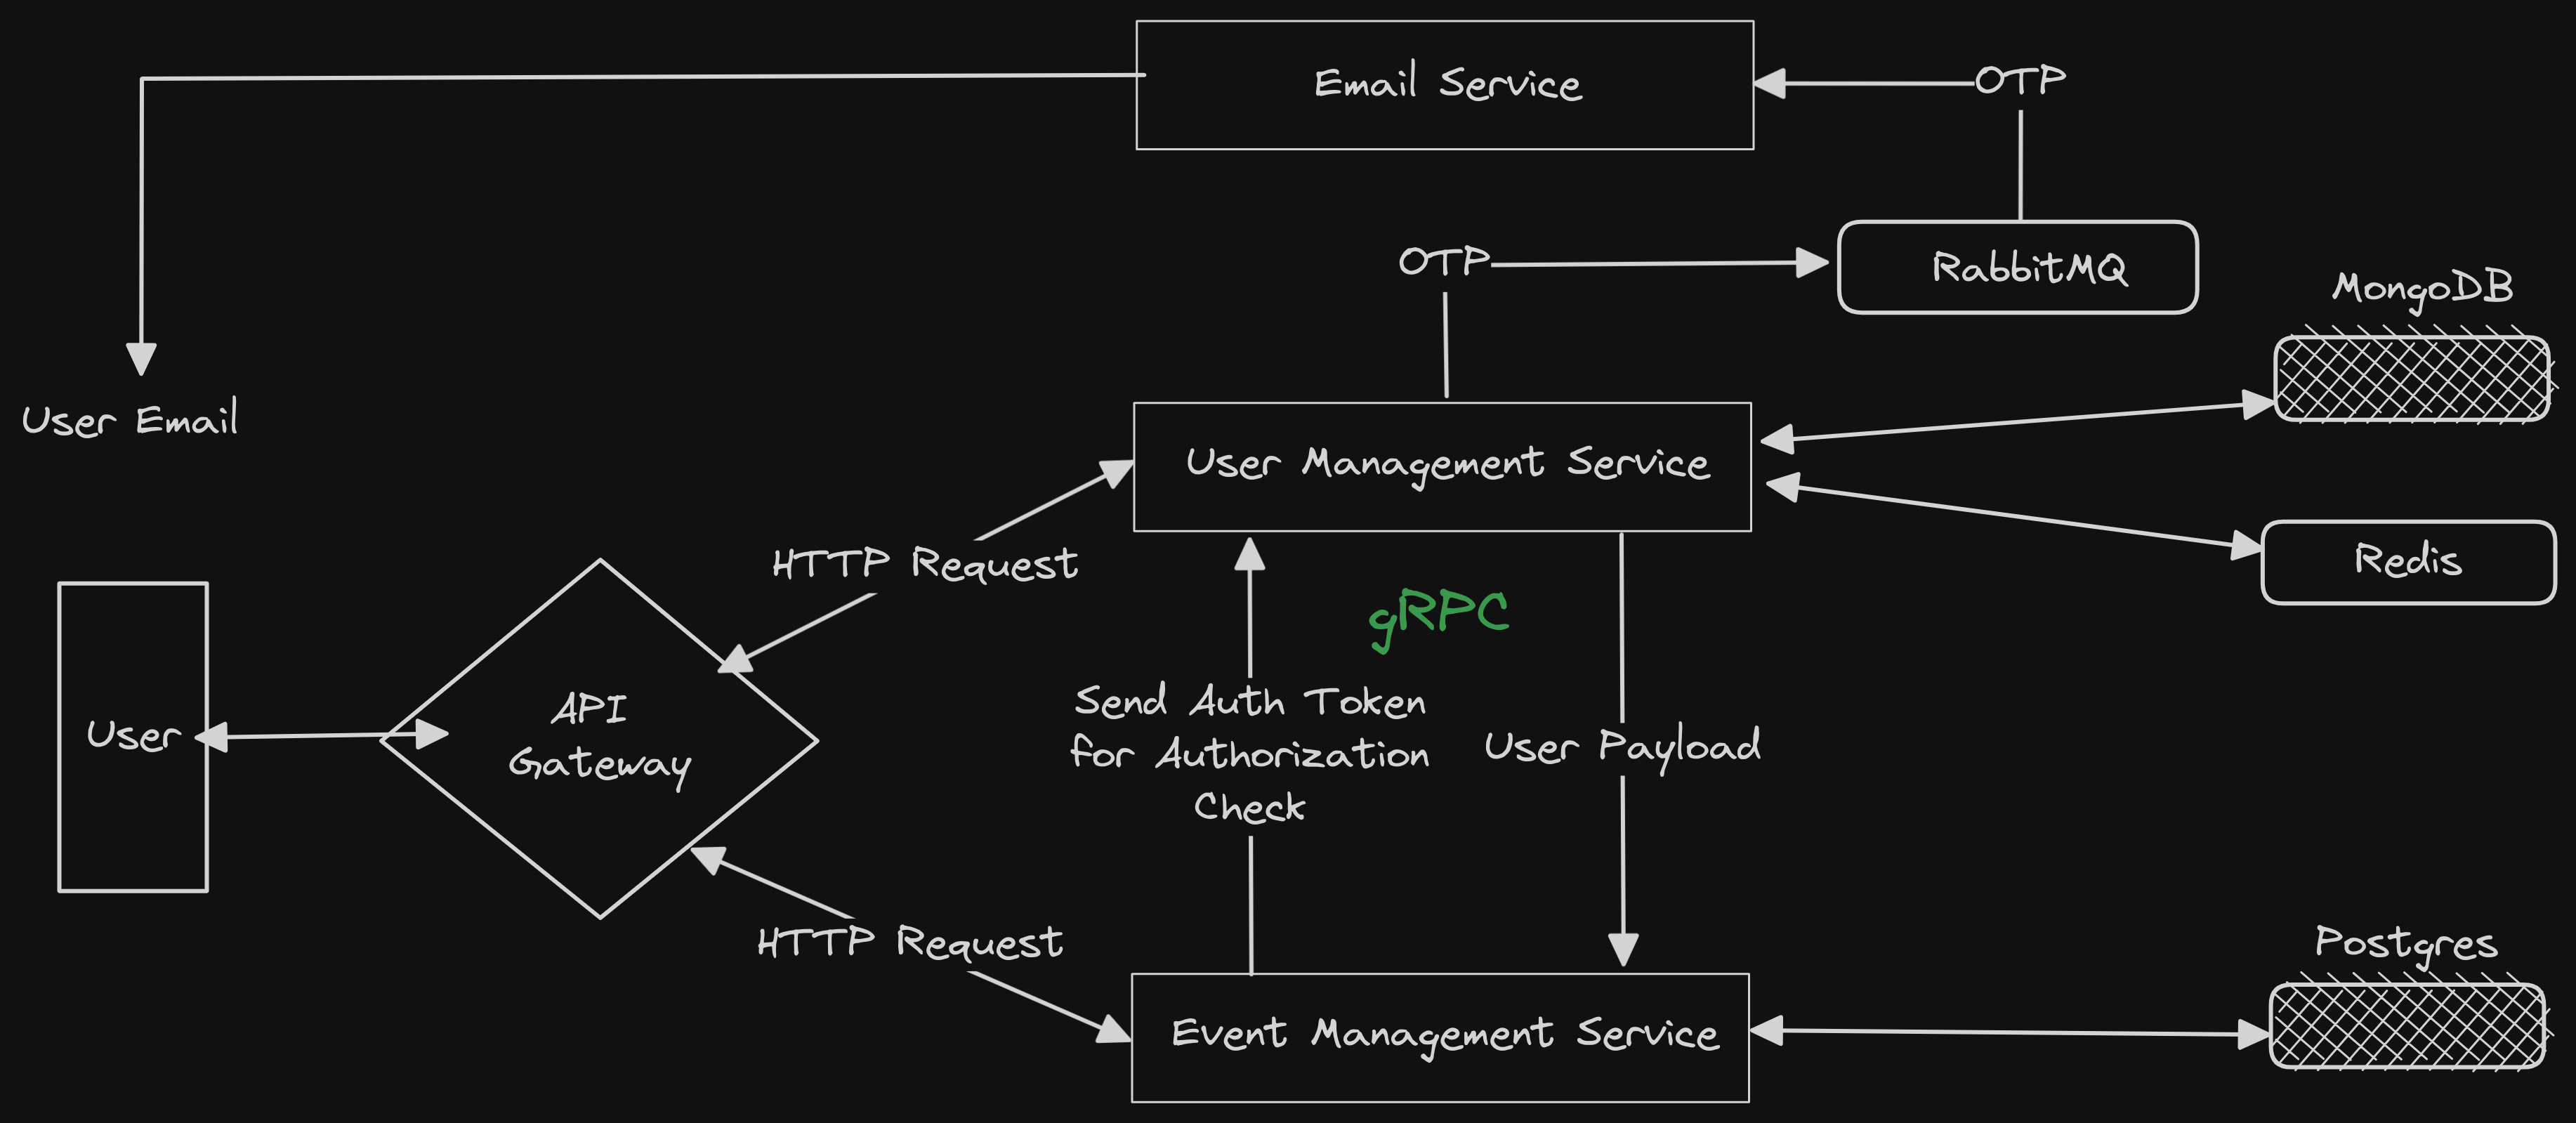 Email Service
OTP
OTP
RabbitMQ
MongoDB
User Email
User Management Service
HTTP Request
Redis
gRPC
User
API
Gateway
Send Auth Token
for Authorization
Check
User Payload
HTTP Request
Postgres
Event Management Service